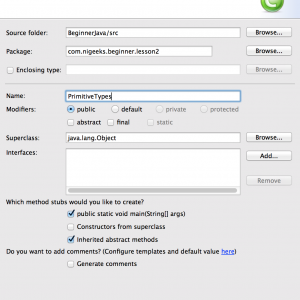 Source folder: BeginnerJava/src Browse...
Package: com.nigeeks.beginner.lesson2 Browse...
Enclosing type: Browse...
Name: PrimitiveTypes
Modifiers: public default private protected
abstract final static
Superclass: java.lang.Object Browse...
Interfaces: Add...
Remove
Which method stubs would you like to create?
public static void main(String[] args)
Constructors from superclass
Inherited abstract methods
Do you want to add comments? (Configure templates and default value here)
Generate comments